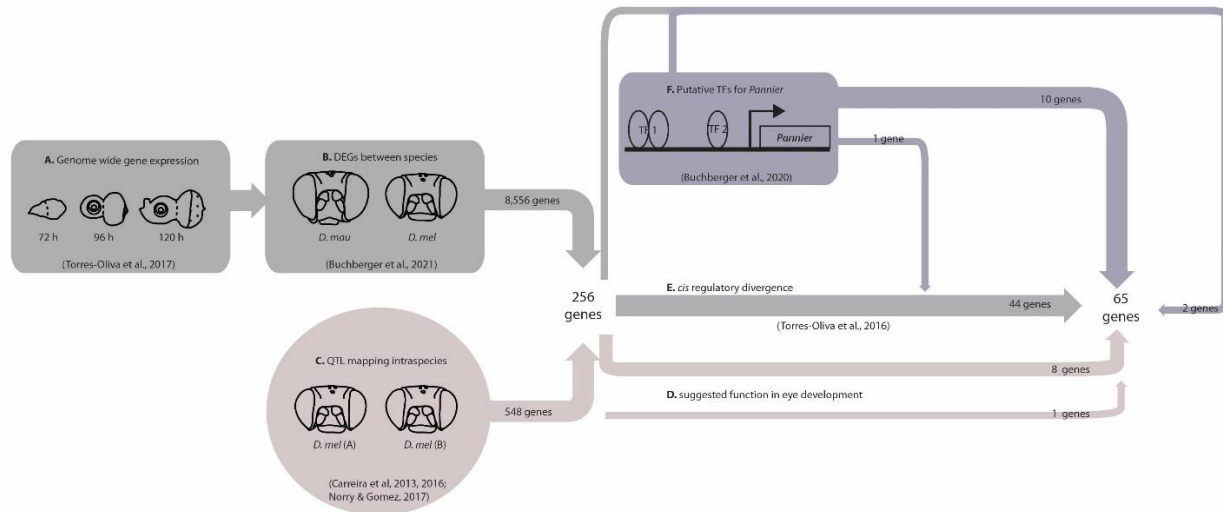 A. Genome wide gene expression
72 h
96 h
120 h
(Torres-Oliva et al., 2017)
B. DEGs between species
D. mau
D. mel
(Buchberger et al., 2021)
8,556 genes
C. QTL mapping intraspecies
D. mel (A)
D. mel (B)
(Carreira et al, 2013, 2016;
Norry & Gomez, 2017)
548 genes
256
genes
F. Putative TFs for Pannier
TF 1
TF 2
Pannier
(Buchberger et al., 2020)
10 genes
1 gene
E. cis regulatory divergence
44 genes
(Torres-Oliva et al., 2016)
65
genes
2 genes
8 genes
D. suggested function in eye development
1 genes